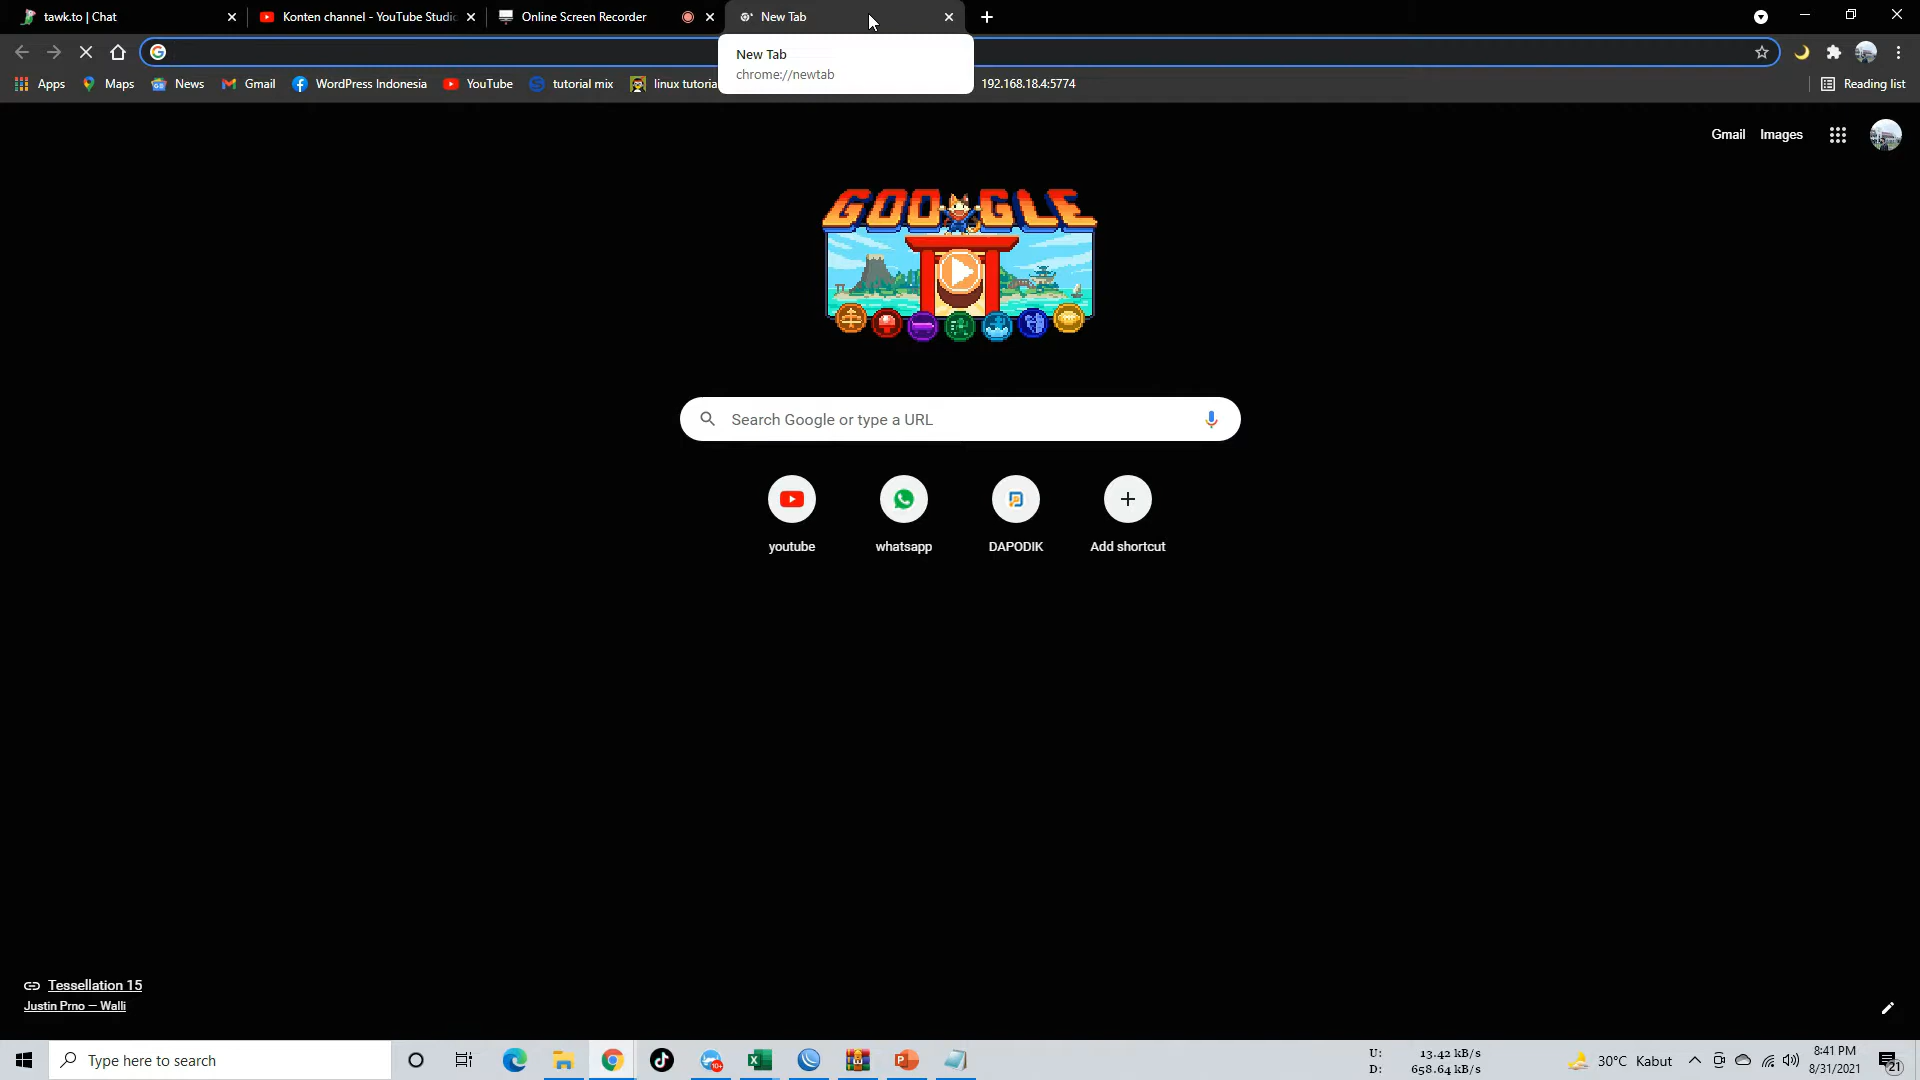 tawk.to | Chat
Konten channel - YouTube Studio
Online Screen Recorder
New Tab
New Tab
chrome://newtab
Apps
Maps
News
Gmail
WordPress Indonesia
YouTube
tutorial mix
linux tutoria
192.168.18.4:5774
Reading list
Gmail
Images
GOOGLE
Search Google or type a URL
youtube
whatsapp
DAPODIK
Add shortcut
Tessellation 15
Justin Prno — Walli
Type here to search
10+
U: 13.42 kB/s
D: 658.64 kB/s
30°C Kabut
8:41 PM
8/31/2021
21